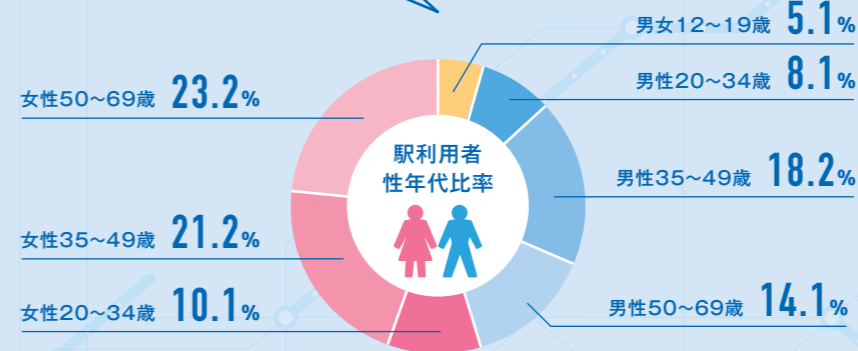 男女12〜19歳 5.1%
男性20〜34歳 8.1%
男性35〜49歳 18.2%
男性50〜69歳 14.1%
女性20〜34歳 10.1%
女性35〜49歳 21.2%
女性50〜69歳 23.2%
駅利用者
性年代比率